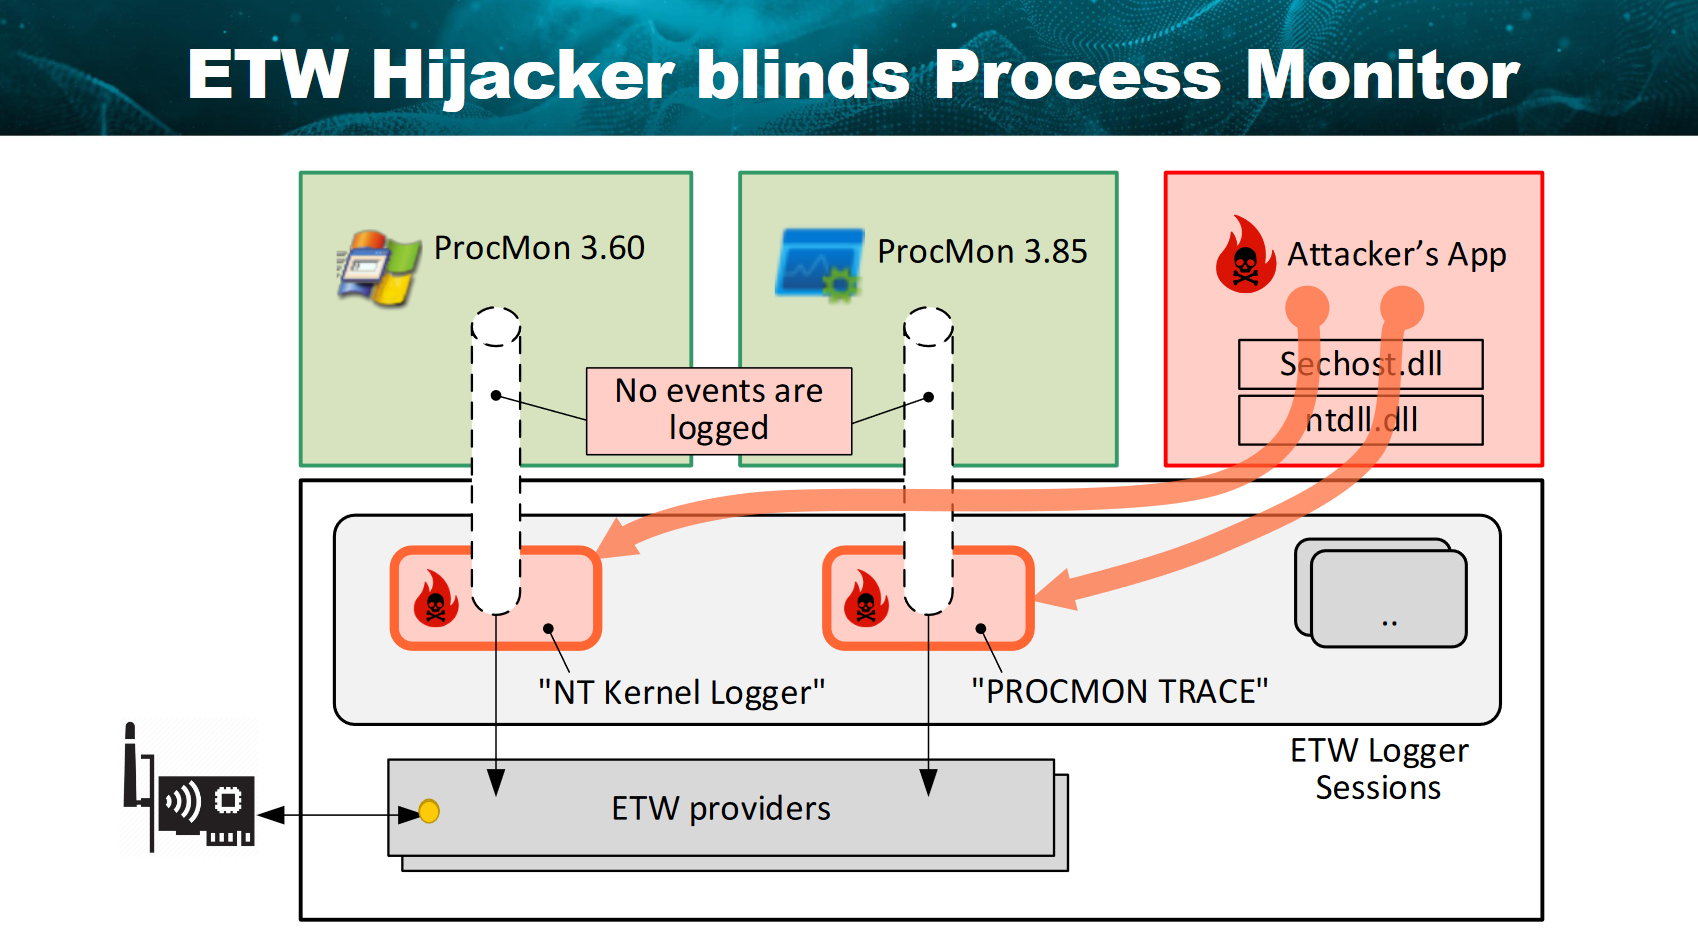 ETW Hijacker blinds Process Monitor
ProcMon 3.60
ProcMon 3.85
Attacker’s App
Sechost.dll
ntdll.dll
No events are
logged
..
"NT Kernel Logger"
"PROCMON TRACE"
ETW Logger
Sessions
ETW providers